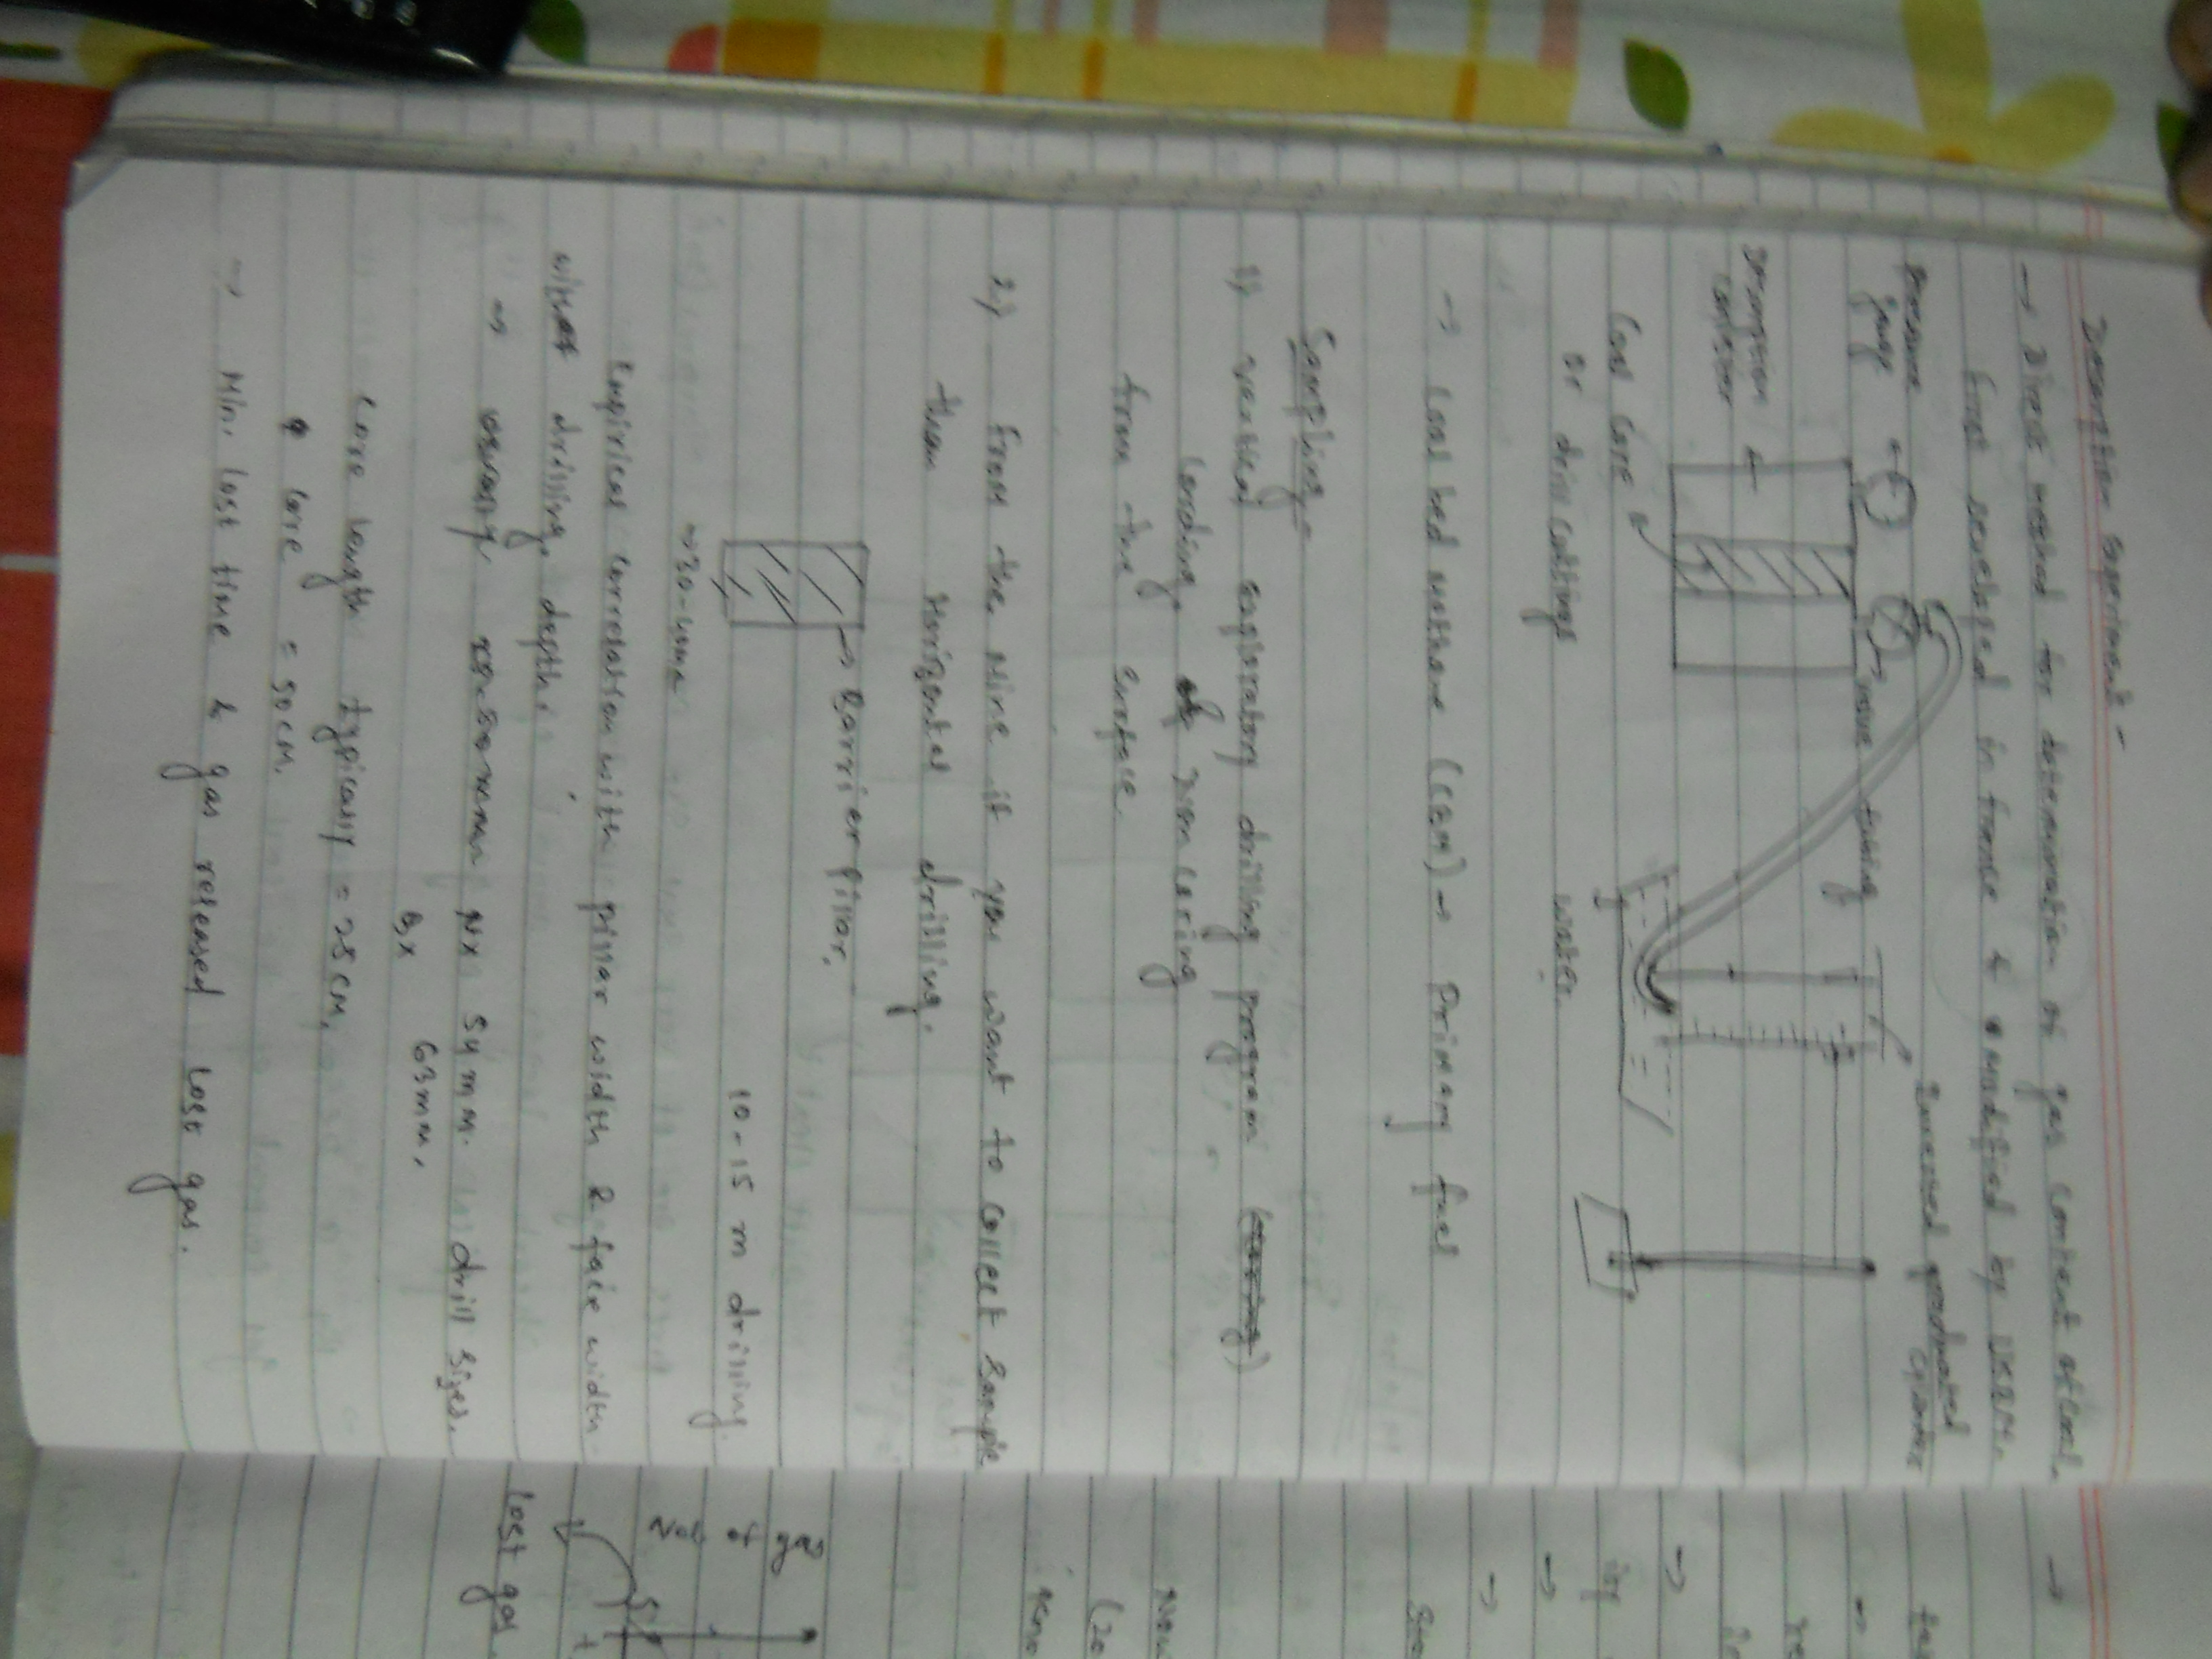 Desorption Experiment -
→ Direct method for determination of gas content of coal.
first developed in France & modified by USBM.
Pressure
gauge
valve
tubing
Inversed graduated
cylinder
Desorption
canister
Coal core
or drill cuttings
water
→ Coal bed methane (CBM) → Primary fuel
Sampling -
1) vertical exploratory drilling program (coring)
coring
from the surface.
2) From the mine if you want to collect sample
then Horizontal drilling.
→ Barrier pillar.
10-15 m drilling.
→ 30-40m
Empirical correlation with pillar width & face width
drilling depth.
→ usually NX 54 mm. drill sizes.
BX 63mm.
core length typically = 25 cm,
core = 50 cm.
→ Min. lost time & gas released lost gas.
Vol. of gas
lost gas